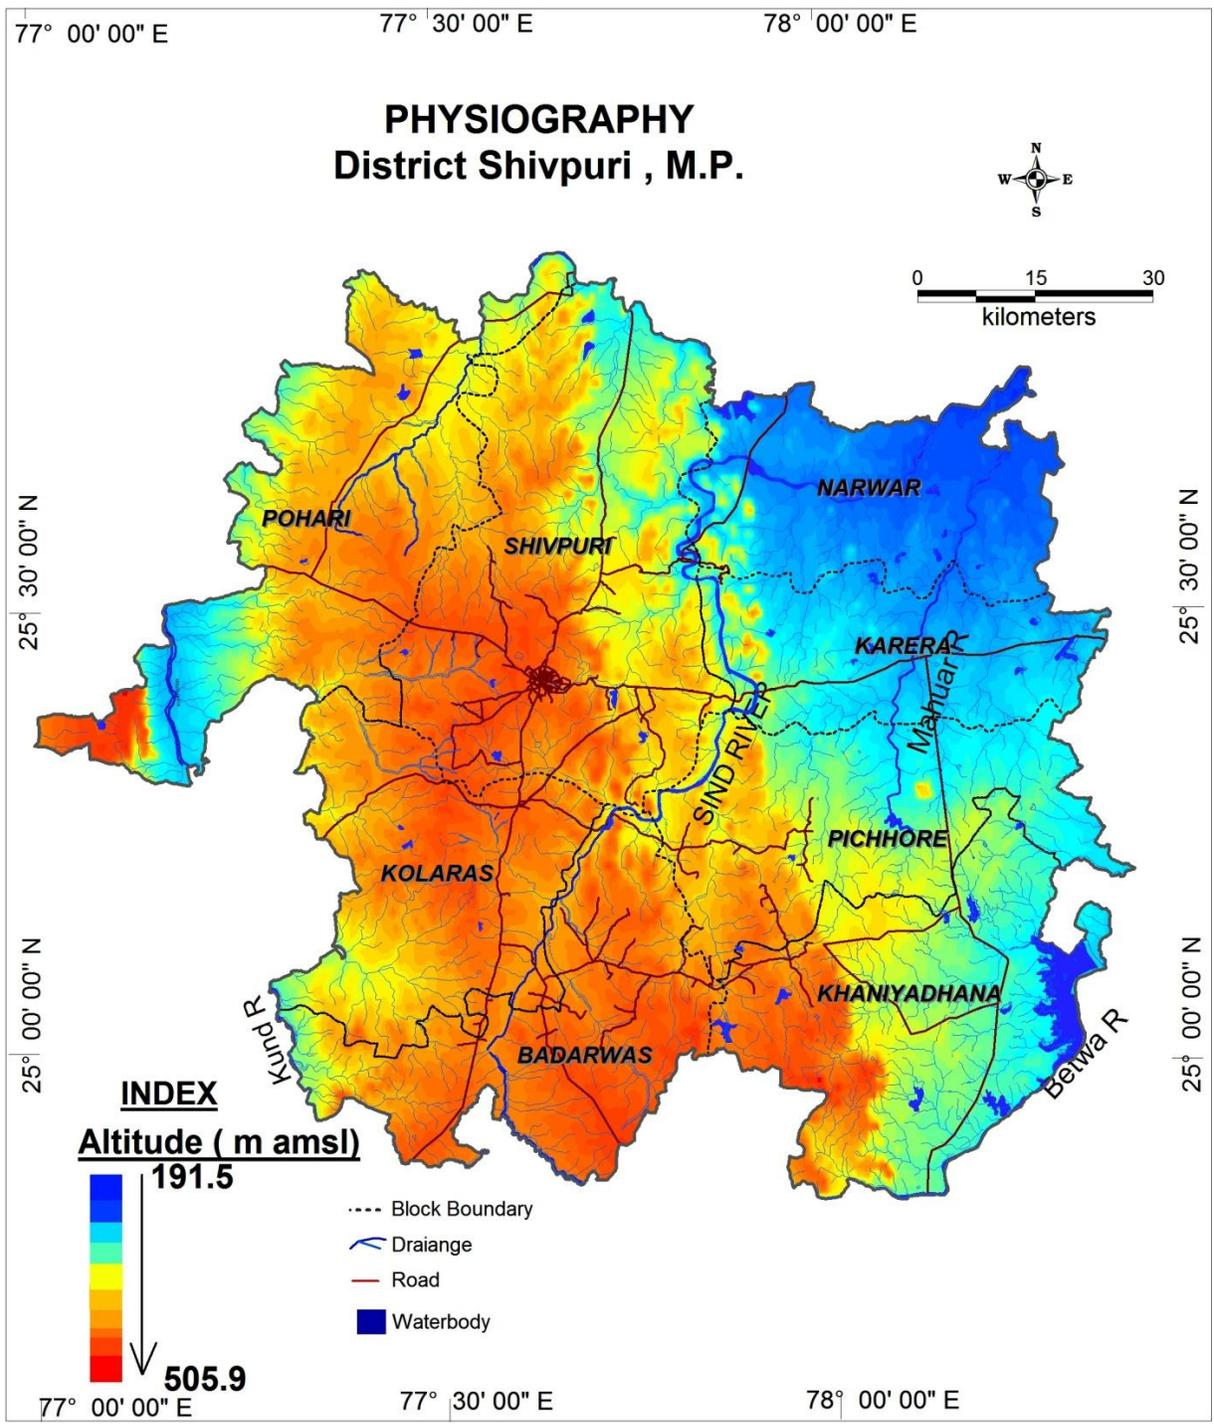 77° 00' 00" E
77° 30' 00" E
78° 00' 00" E
PHYSIOGRAPHY
District Shivpuri , M.P.
N
W E
S
0 15 30
kilometers
NARWAR
POHARI
SHIVPURI
25° 30' 00" N
25° 30' 00" N
KARERA
Mahuar R
SIND RIVER
PICHHORE
KOLARAS
25° 00' 00" N
25° 00' 00" N
KHANIYADHANA
Kund R
BADARWAS
Betwa R
INDEX
Altitude ( m amsl)
191.5
505.9
Block Boundary
Draiange
Road
Waterbody
77° 00' 00" E
77° 30' 00" E
78° 00' 00" E